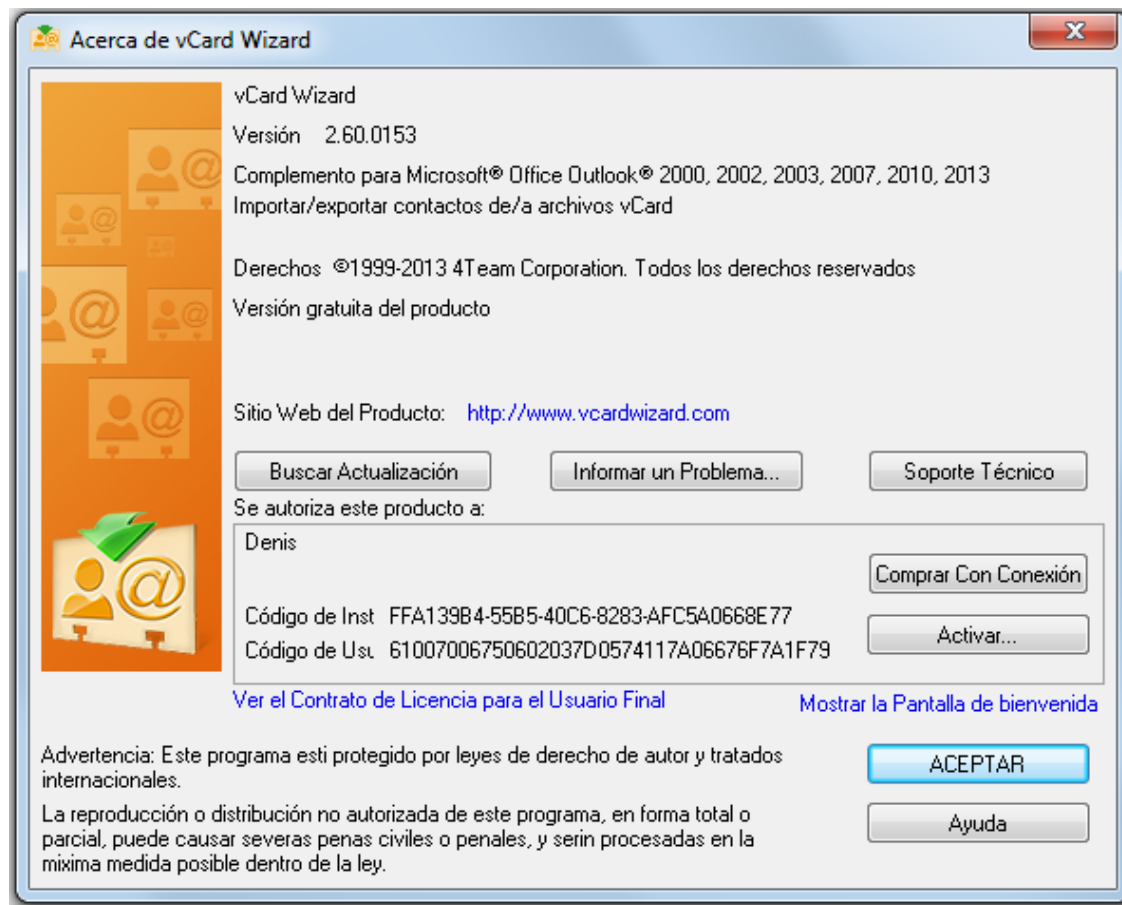 Acerca de vCard Wizard
vCard Wizard
Versión 2.60.0153
Complemento para Microsoft® Office Outlook® 2000, 2002, 2003, 2007, 2010, 2013
Importar/exportar contactos de/a archivos vCard
Derechos ©1999-2013 4Team Corporation. Todos los derechos reservados
Versión gratuita del producto
Sitio Web del Producto: http://www.vcardwizard.com
Buscar Actualización
Informar un Problema...
Soporte Técnico
Se autoriza este producto a:
Denis
Comprar Con Conexión
Código de Inst FFA139B4-55B5-40C6-8283-AFC5A0668E77
Activar...
Código de Usu 61007006750602037D0574117A06676F7A1F79
Ver el Contrato de Licencia para el Usuario Final
Mostrar la Pantalla de bienvenida
Advertencia: Este programa esti protegido por leyes de derecho de autor y tratados
internacionales.
ACEPTAR
La reproducción o distribución no autorizada de este programa, en forma total o
parcial, puede causar severas penas civiles o penales, y serin procesadas en la
mixima medida posible dentro de la ley.
Ayuda